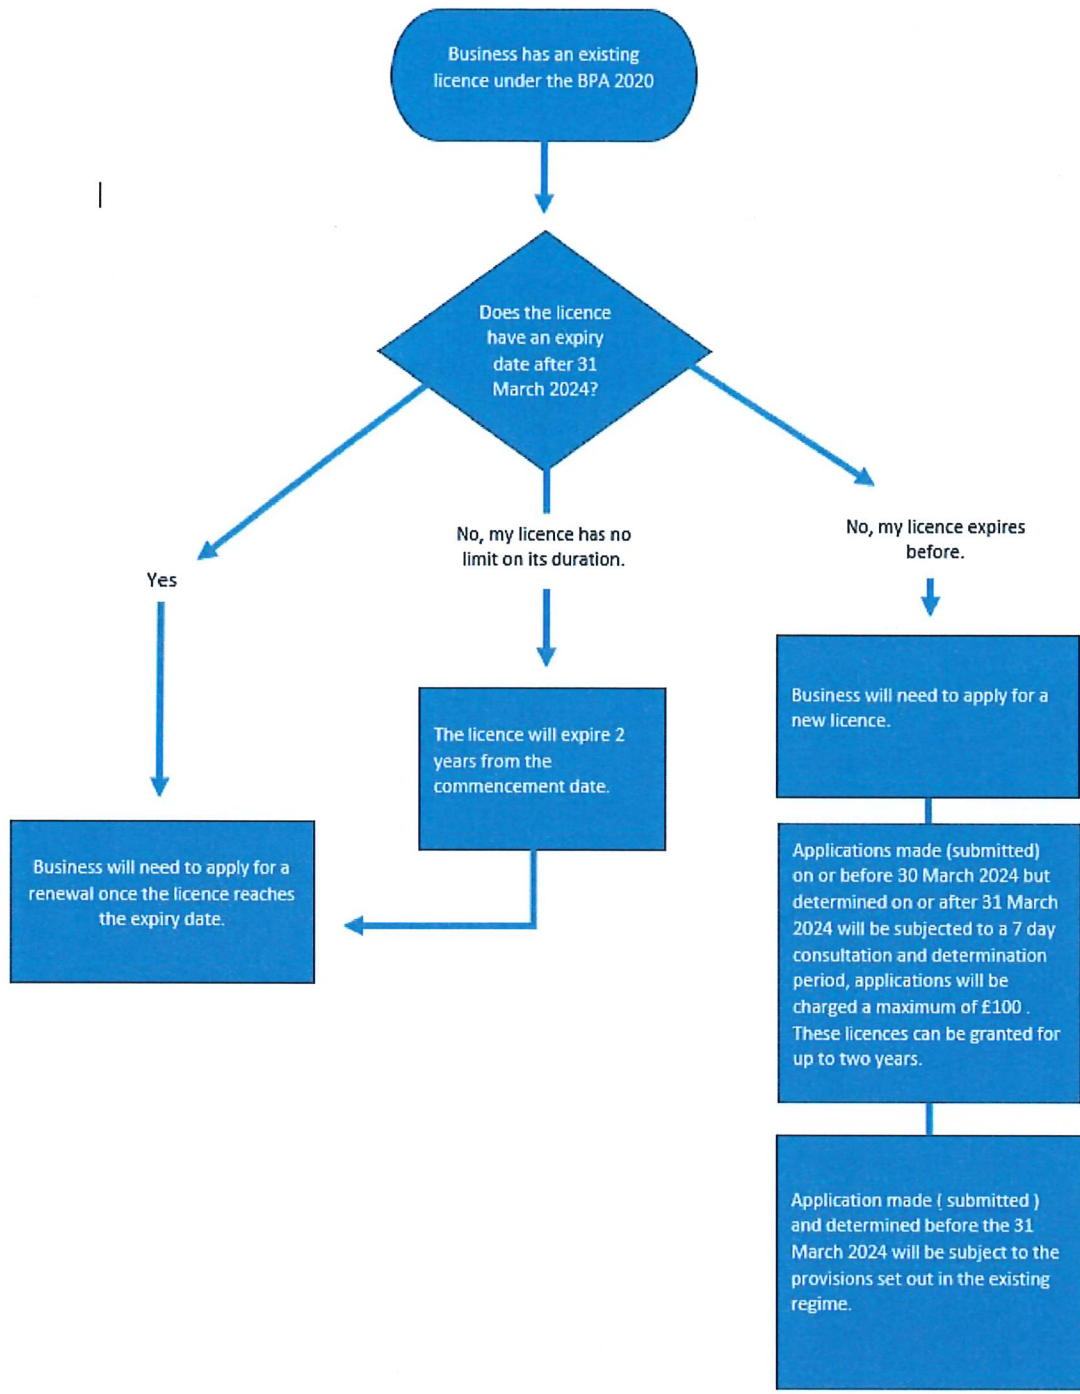 Business has an existing
licence under the BPA 2020
Does the licence
have an expiry
date after 31
March 2024?
Yes
No, my licence has no
limit on its duration.
No, my licence expires
before.
Business will need to apply for a
renewal once the licence reaches
the expiry date.
The licence will expire 2
years from the
commencement date.
Business will need to apply for a
new licence.
Applications made (submitted)
on or before 30 March 2024 but
determined on or after 31 March
2024 will be subjected to a 7 day
consultation and determination
period, applications will be
charged a maximum of £100 .
These licences can be granted for
up to two years.
Application made ( submitted )
and determined before the 31
March 2024 will be subject to the
provisions set out in the existing
regime.